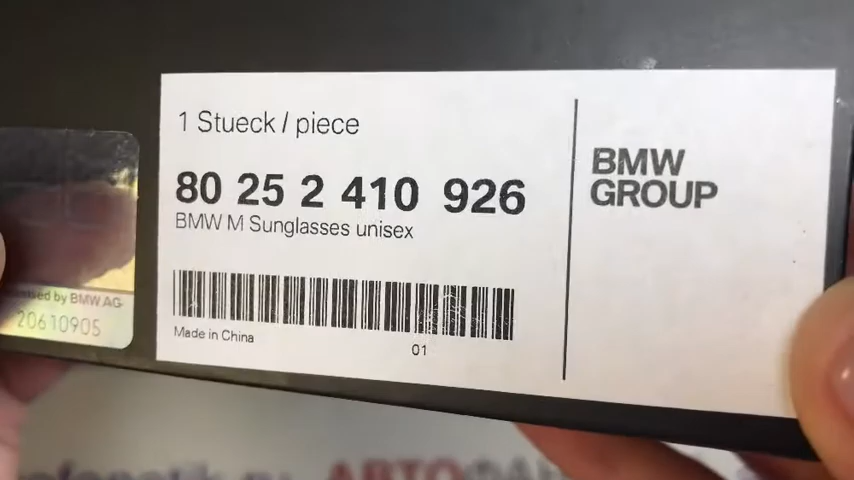 1 Stueck / piece
80 25 2 410 926
BMW M Sunglasses unisex
Made in China
01
BMW
GROUP
by BMW AG
20610905